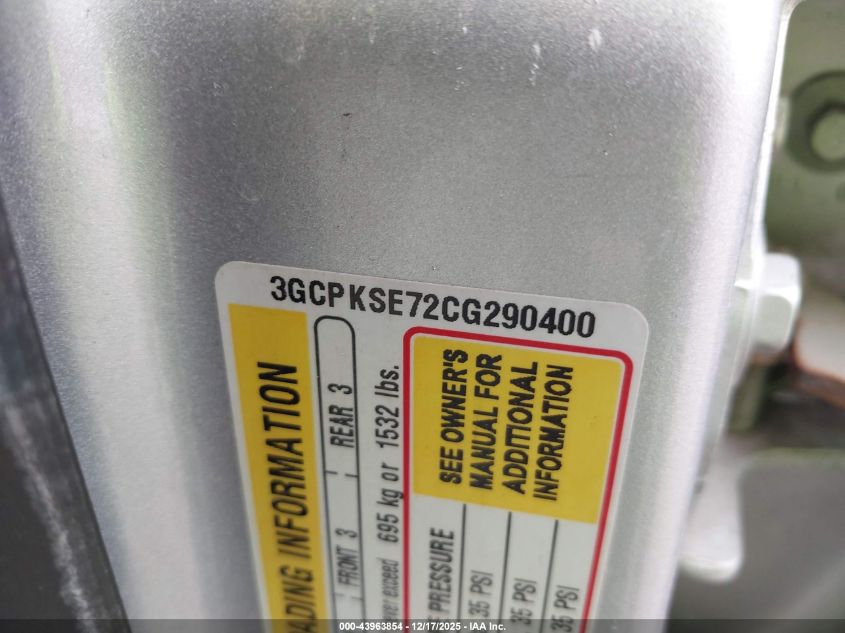 3GCPKSE72CG290400
ADING INFORMATION
FRONT 3
REAR 3
exceed 695 kg or 1532 lbs.
SEE OWNER'S
MANUAL FOR
ADDITIONAL
INFORMATION
PRESSURE
35 PSI
35 PSI
35 PSI
000-43963854 | 12/17/2025 | IAA Inc.